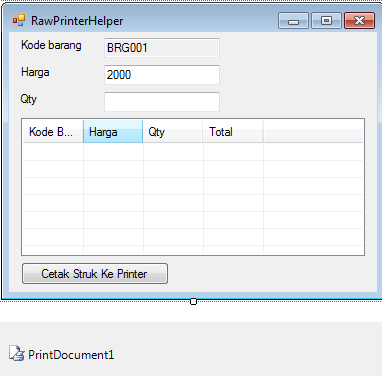 RawPrinterHelper
Kode barang BRG001
Harga 2000
Qty
Kode B... Harga Qty Total
Cetak Struk Ke Printer
PrintDocument1